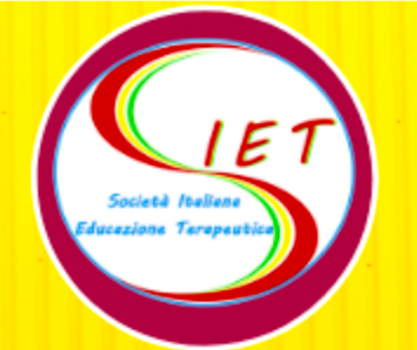 SIET
Società Italiana
Educazione Terapeutica